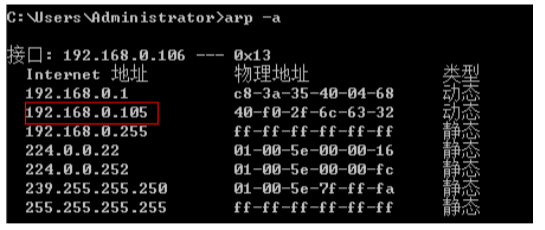 C:\Users\Administrator>arp -a
接口: 192.168.0.106 --- 0x13
Internet 地址 物理地址 类型
192.168.0.1 c8-3a-35-40-04-68 动态
192.168.0.105 40-f0-2f-6c-63-32 动态
192.168.0.255 ff-ff-ff-ff-ff-ff 静态
224.0.0.22 01-00-5e-00-00-16 静态
224.0.0.252 01-00-5e-00-00-fc 静态
239.255.255.250 01-00-5e-7f-ff-fa 静态
255.255.255.255 ff-ff-ff-ff-ff-ff 静态